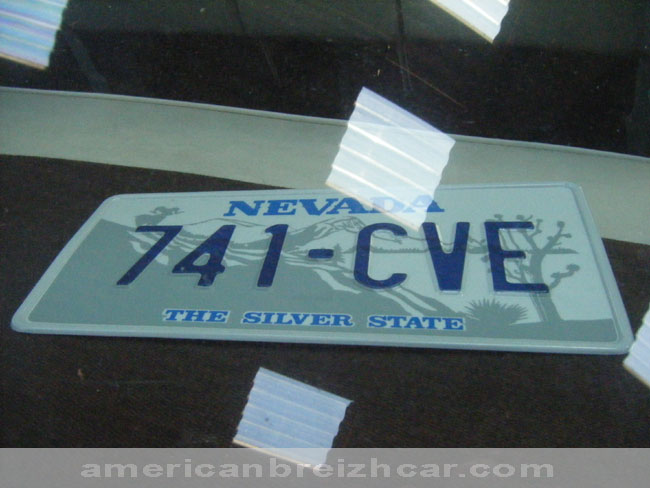 NEVADA
741-CVE
THE SILVER STATE
americanbreizhcar.com